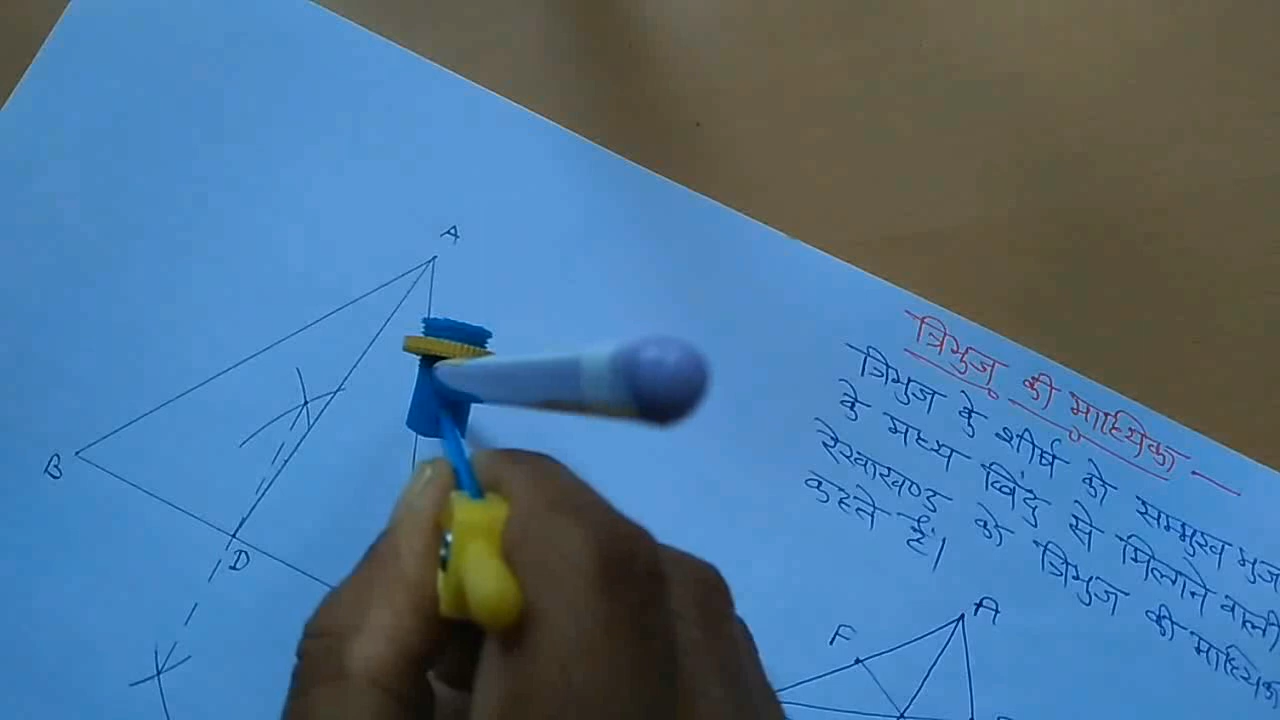 त्रिभुज की माध्यिका —
त्रिभुज के शीर्ष को सम्मुख भुज
के मध्य बिंदु से मिलाने वाली
रेखाखण्ड को त्रिभुज की माध्यिका
कहते हैं।
A
B
D
A
F